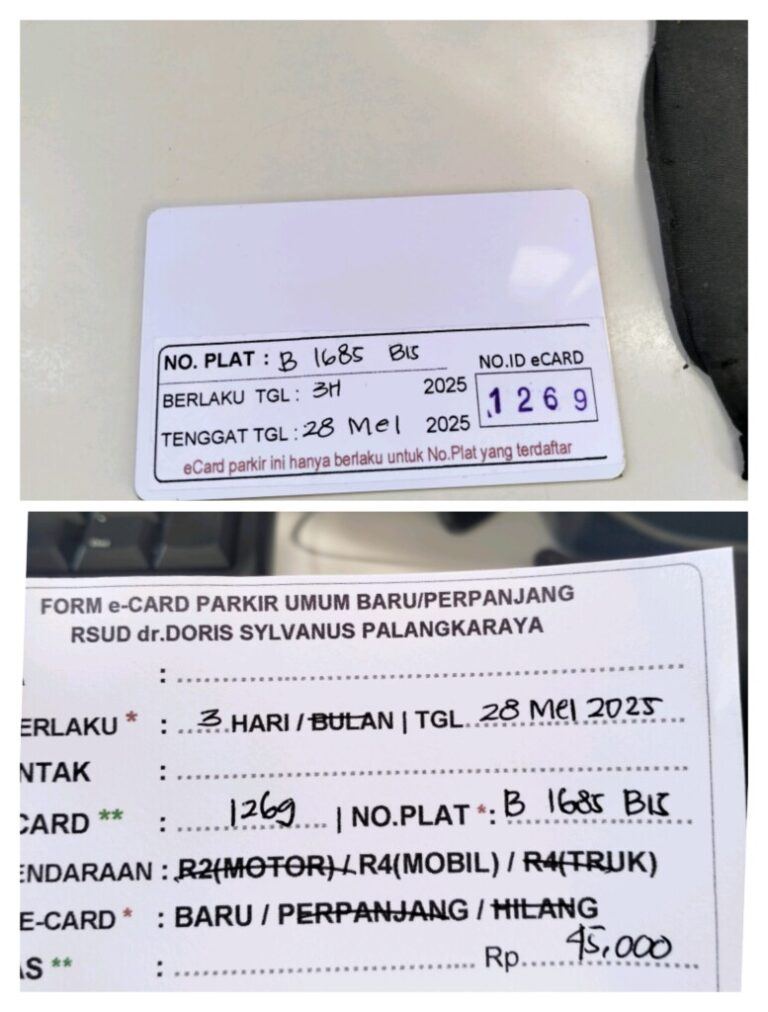 NO. PLAT : B 1685 BIS
BERLAKU TGL : 3H 2025
TENGGAT TGL : 28 MEI 2025
NO.ID eCARD
1269
eCard parkir ini hanya berlaku untuk No.Plat yang terdaftar
FORM e-CARD PARKIR UMUM BARU/PERPANJANG
RSUD dr.DORIS SYLVANUS PALANGKARAYA
: 
ERLAKU * : 3 HARI / BULAN | TGL 28 MEI 2025
NTAK :
CARD ** : 1269 | NO.PLAT *: B 1685 BIS
ENDARAAN : R2(MOTOR) / R4(MOBIL) / R4(TRUK)
E-CARD * : BARU / PERPANJANG / HILANG
AS ** : Rp 45,000